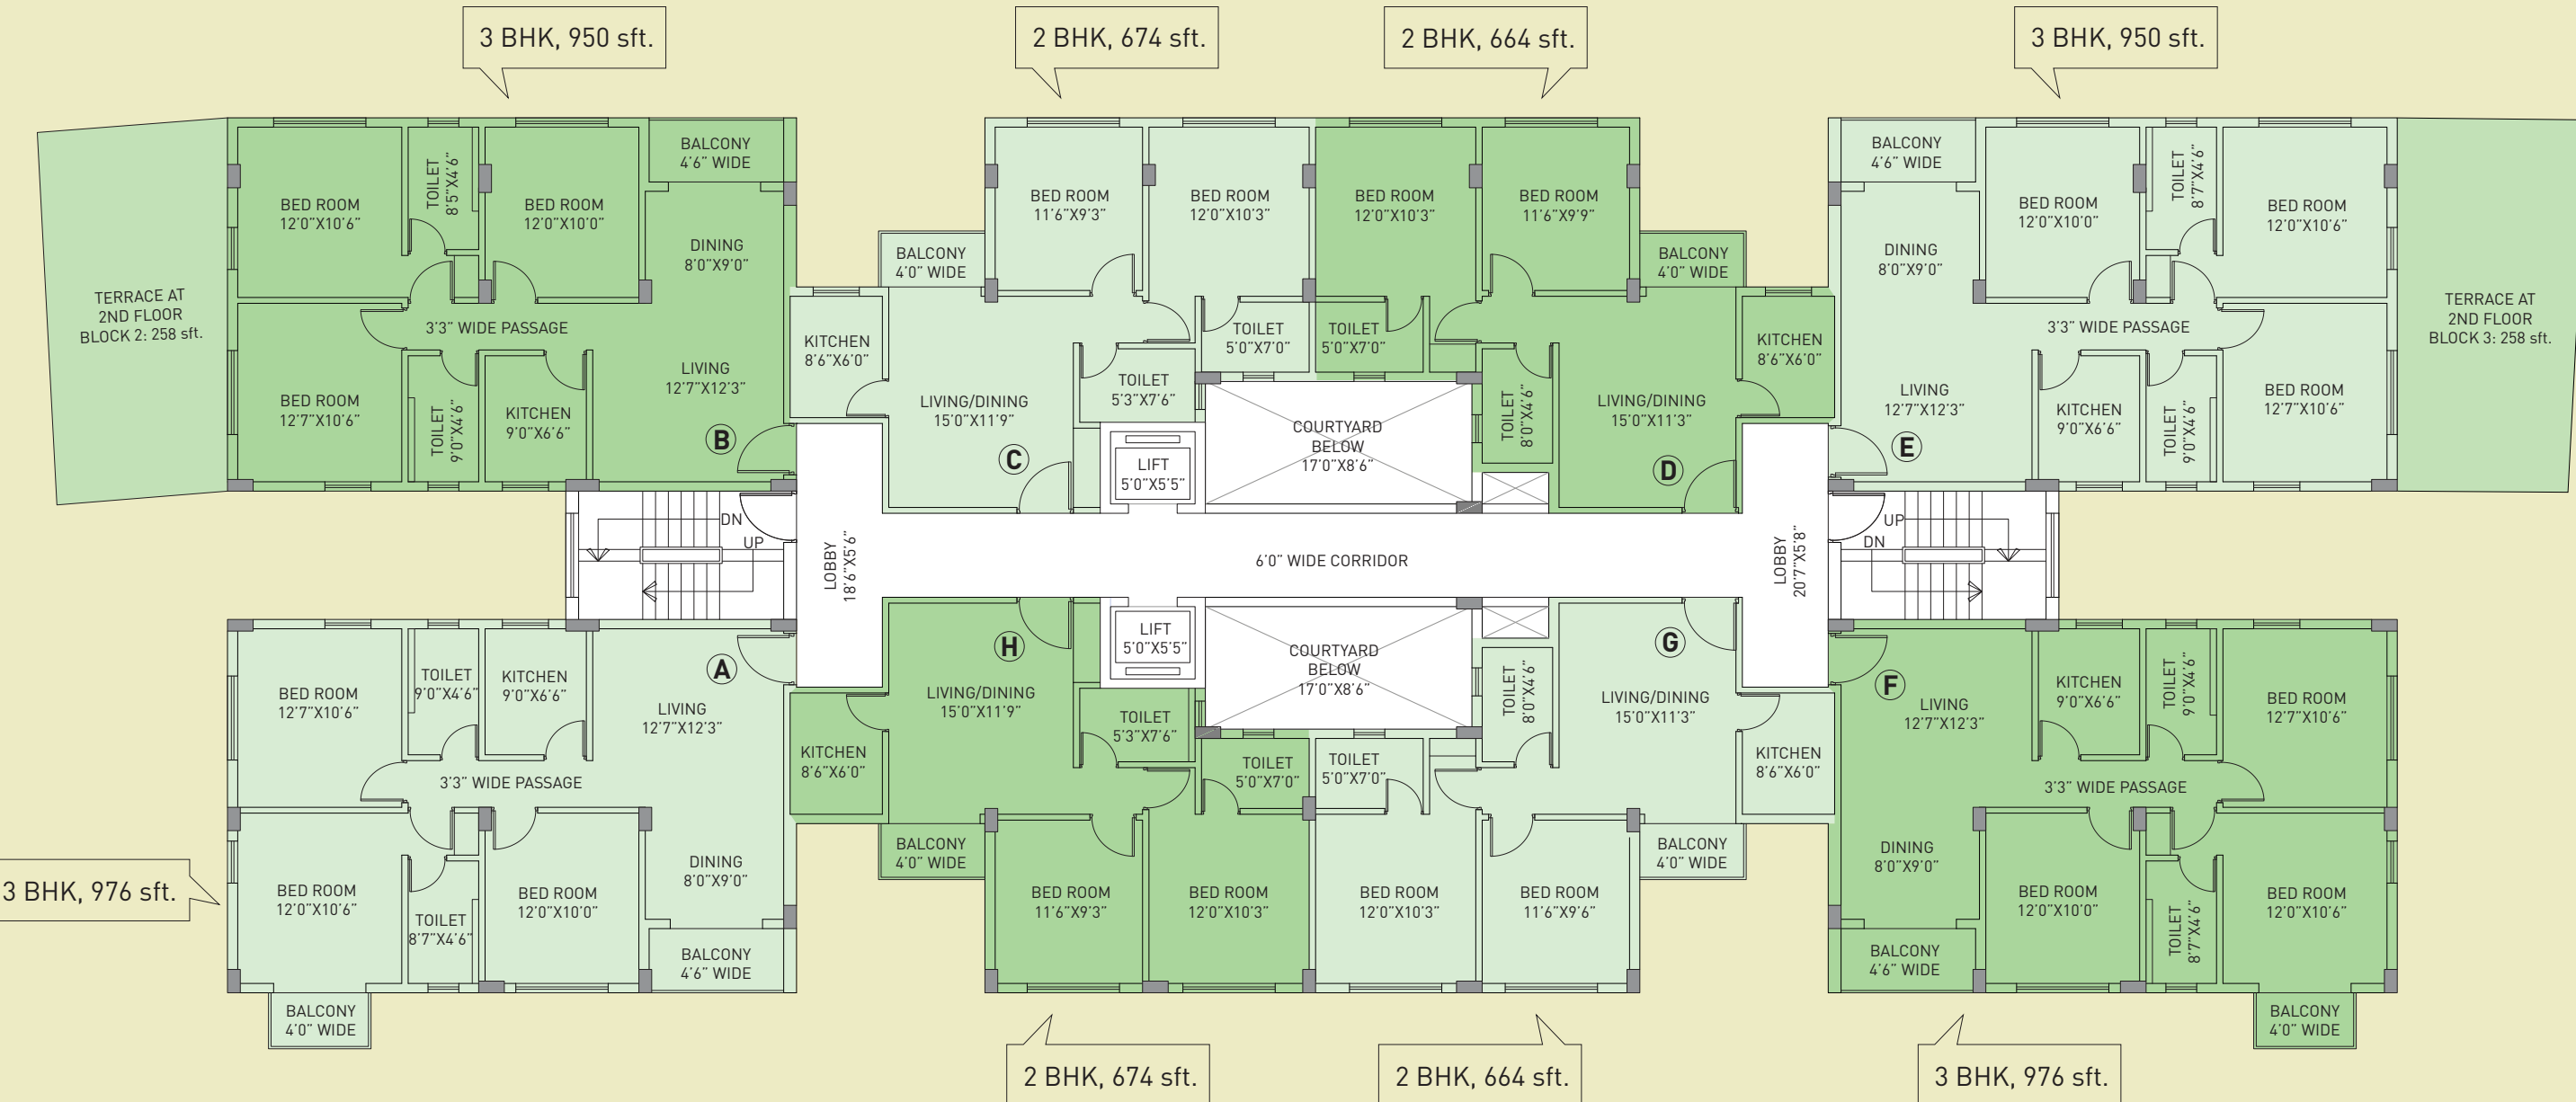 3 BHK, 950 sft.
2 BHK, 674 sft.
2 BHK, 664 sft.
3 BHK, 950 sft.
TERRACE AT
2ND FLOOR
BLOCK 2: 258 sft.
BED ROOM
12'0"X10'6"
TOILET
8'5"X4'6"
BED ROOM
12'0"X10'0"
BALCONY
4'6" WIDE
DINING
8'0"X9'0"
3'3" WIDE PASSAGE
BED ROOM
12'7"X10'6"
TOILET
9'0"X4'6"
KITCHEN
9'0"X6'6"
LIVING
12'7"X12'3"
B
BED ROOM
11'6"X9'3"
BED ROOM
12'0"X10'3"
BALCONY
4'0" WIDE
KITCHEN
8'6"X6'0"
LIVING/DINING
15'0"X11'9"
TOILET
5'3"X7'6"
TOILET
5'0"X7'0"
C
BED ROOM
12'0"X10'3"
BED ROOM
11'6"X9'9"
BALCONY
4'0" WIDE
TOILET
5'0"X7'0"
TOILET
8'0"X4'6"
LIVING/DINING
15'0"X11'3"
KITCHEN
8'6"X6'0"
D
BALCONY
4'6" WIDE
BED ROOM
12'0"X10'0"
TOILET
8'7"X4'6"
BED ROOM
12'0"X10'6"
DINING
8'0"X9'0"
3'3" WIDE PASSAGE
LIVING
12'7"X12'3"
KITCHEN
9'0"X6'6"
TOILET
9'0"X4'6"
BED ROOM
12'7"X10'6"
E
TERRACE AT
2ND FLOOR
BLOCK 3: 258 sft.
LIFT
5'0"X5'5"
COURTYARD
BELOW
17'0"X8'6"
DN
UP
LOBBY
18'6"X5'6"
6'0" WIDE CORRIDOR
LOBBY
20'7"X5'8"
UP
DN
LIFT
5'0"X5'5"
COURTYARD
BELOW
17'0"X8'6"
BED ROOM
12'7"X10'6"
TOILET
9'0"X4'6"
KITCHEN
9'0"X6'6"
A
LIVING
12'7"X12'3"
3'3" WIDE PASSAGE
BED ROOM
12'0"X10'6"
TOILET
8'7"X4'6"
BED ROOM
12'0"X10'0"
DINING
8'0"X9'0"
BALCONY
4'6" WIDE
BALCONY
4'0" WIDE
3 BHK, 976 sft.
H
LIVING/DINING
15'0"X11'9"
KITCHEN
8'6"X6'0"
TOILET
5'3"X7'6"
TOILET
5'0"X7'0"
BALCONY
4'0" WIDE
BED ROOM
11'6"X9'3"
BED ROOM
12'0"X10'3"
G
TOILET
8'0"X4'6"
LIVING/DINING
15'0"X11'3"
TOILET
5'0"X7'0"
KITCHEN
8'6"X6'0"
BALCONY
4'0" WIDE
BED ROOM
12'0"X10'3"
BED ROOM
11'6"X9'6"
F
LIVING
12'7"X12'3"
KITCHEN
9'0"X6'6"
TOILET
9'0"X4'6"
BED ROOM
12'7"X10'6"
3'3" WIDE PASSAGE
DINING
8'0"X9'0"
BED ROOM
12'0"X10'0"
TOILET
8'7"X4'6"
BED ROOM
12'0"X10'6"
BALCONY
4'6" WIDE
BALCONY
4'0" WIDE
2 BHK, 674 sft.
2 BHK, 664 sft.
3 BHK, 976 sft.